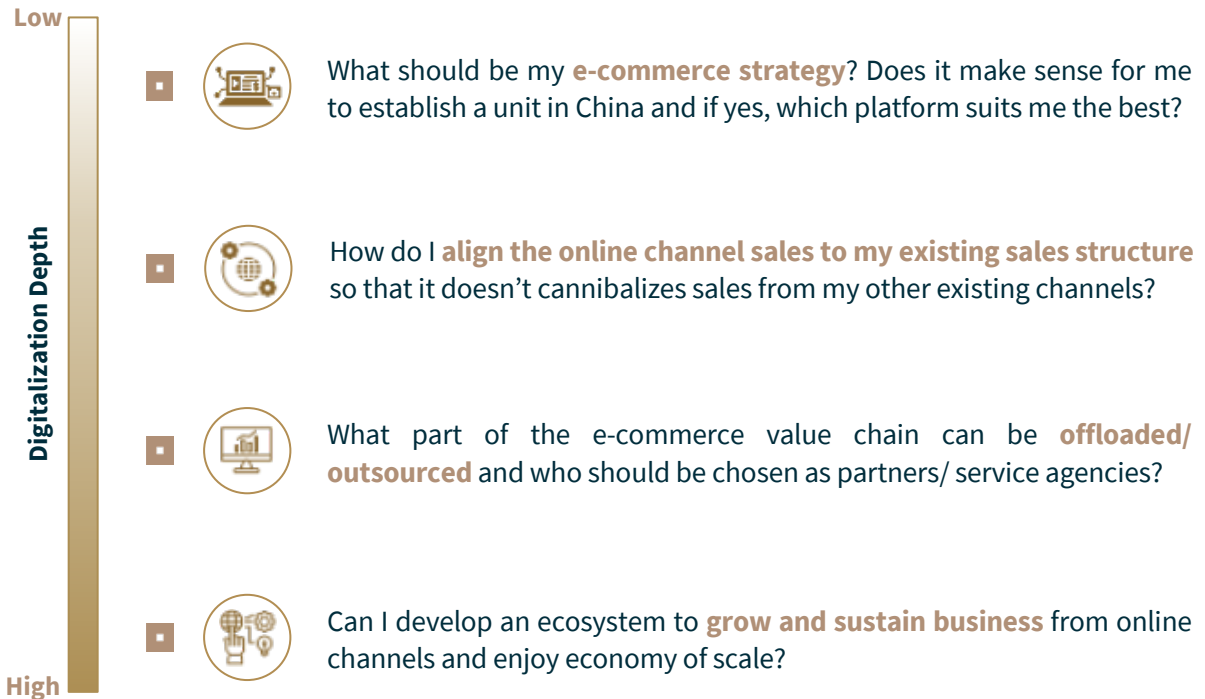 Low
What should be my e-commerce strategy? Does it make sense for me
to establish a unit in China and if yes, which platform suits me the best?
How do I align the online channel sales to my existing sales structure
so that it doesn’t cannibalizes sales from my other existing channels?
Digitalization Depth
What part of the e-commerce value chain can be offloaded/
outsourced and who should be chosen as partners/ service agencies?
Can I develop an ecosystem to grow and sustain business from online
channels and enjoy economy of scale?
High